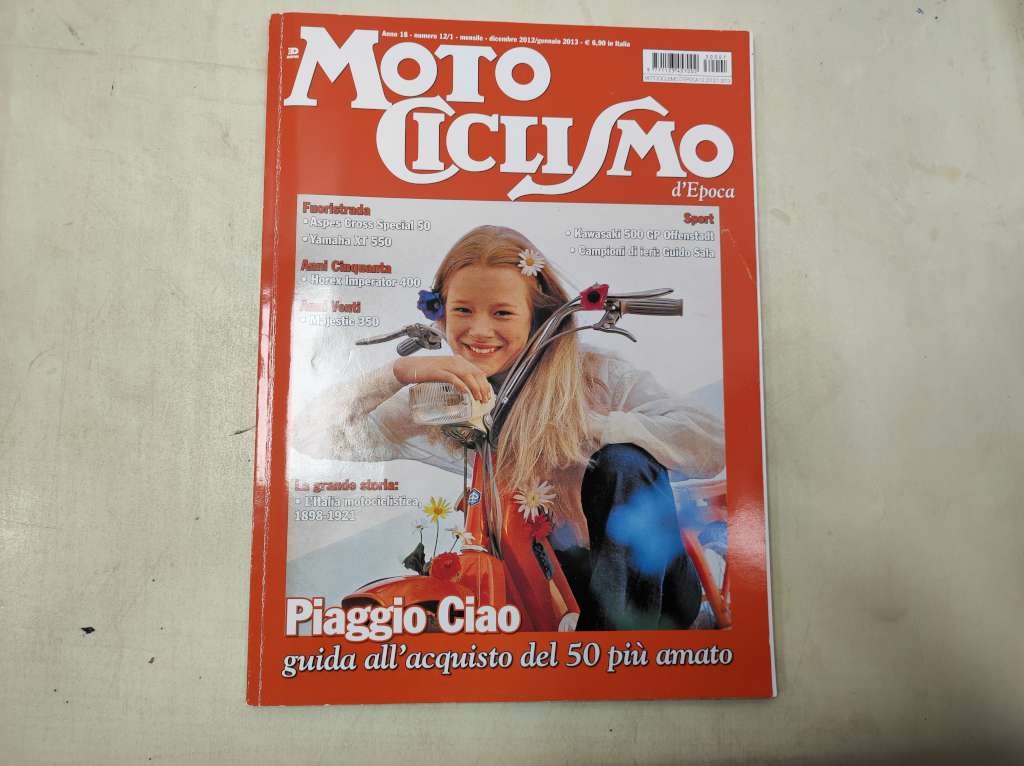 Anno 18 - numero 12/1 - mensile - dicembre 2012/gennaio 2013 - € 6,90 in Italia
MOTO
CICLISMO
d'Epoca
Fuoristrada
• Aspes Cross Special 50
• Yamaha XT 550
Anni Cinquanta
• Horex Imperator 400
Anni Venti
• Majestic 350
Sport
• Kawasaki 500 GP Offenstadt
• Campioni di ieri: Guido Sala
La grande storia:
• L'Italia motociclistica,
1898-1921
Piaggio Ciao
guida all'acquisto del 50 più amato